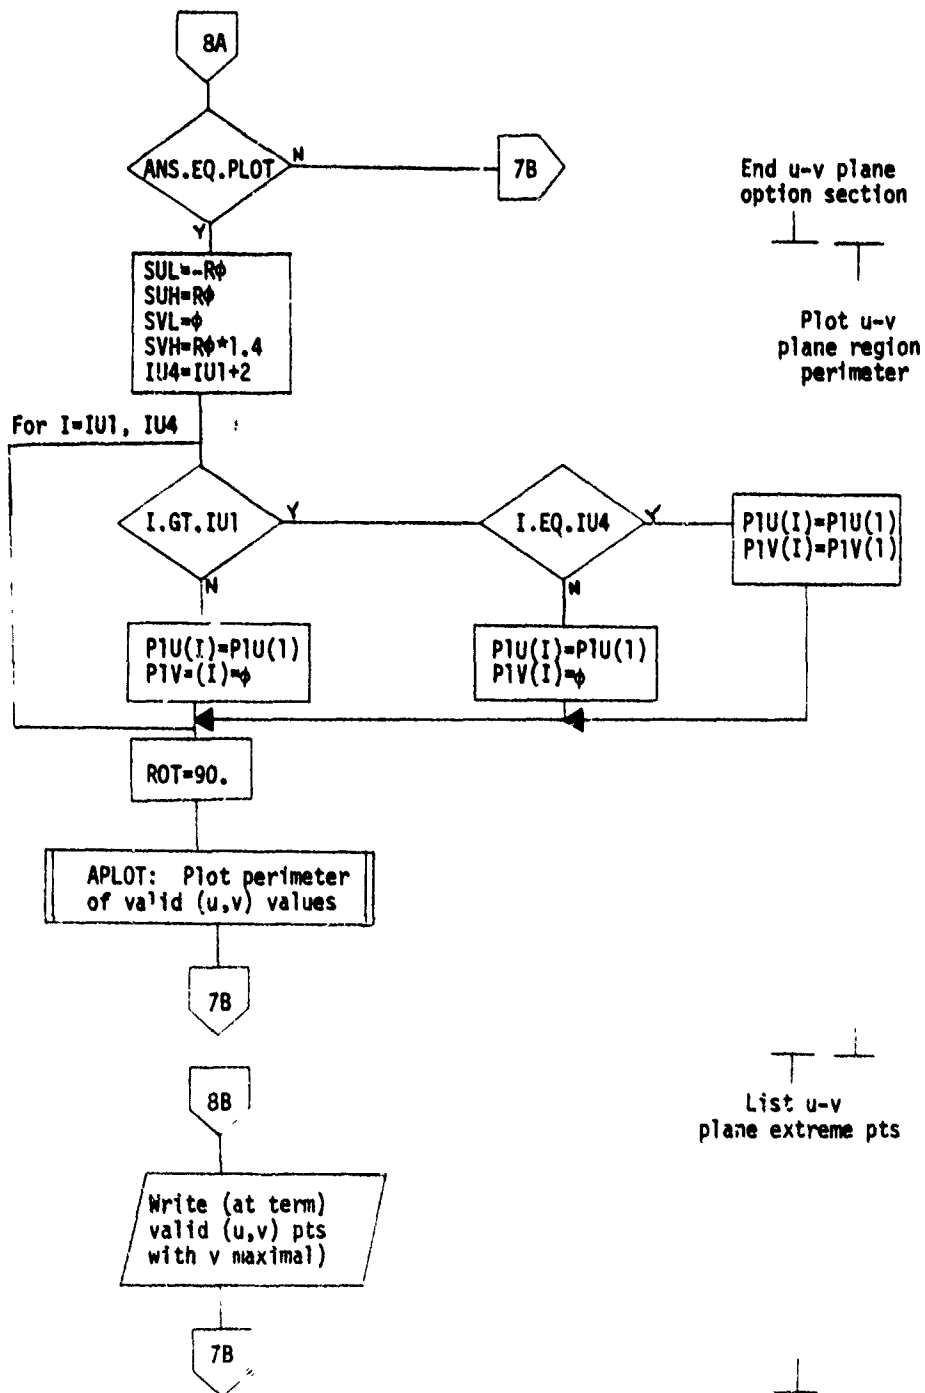 8A
ANS.EQ.PLOT
N
7B
End u-v plane
option section
Y
SUL=-Rϕ
SUH=Rϕ
SVL=ϕ
SVH=Rϕ*1.4
IU4=IU1+2
Plot u-v
plane region
perimeter
For I=IU1, IU4
I.GT.IU1
Y
I.EQ.IU4
Y
P1U(I)=P1U(1)
P1V(I)=P1V(1)
N
N
P1U(I)=P1U(1)
P1V=(I)=ϕ
P1U(I)=P1U(1)
P1V(I)=ϕ
ROT=90.
APLOT: Plot perimeter
of valid (u,v) values
7B
8B
List u-v
plane extreme pts
Write (at term)
valid (u,v) pts
with v maximal)
7B